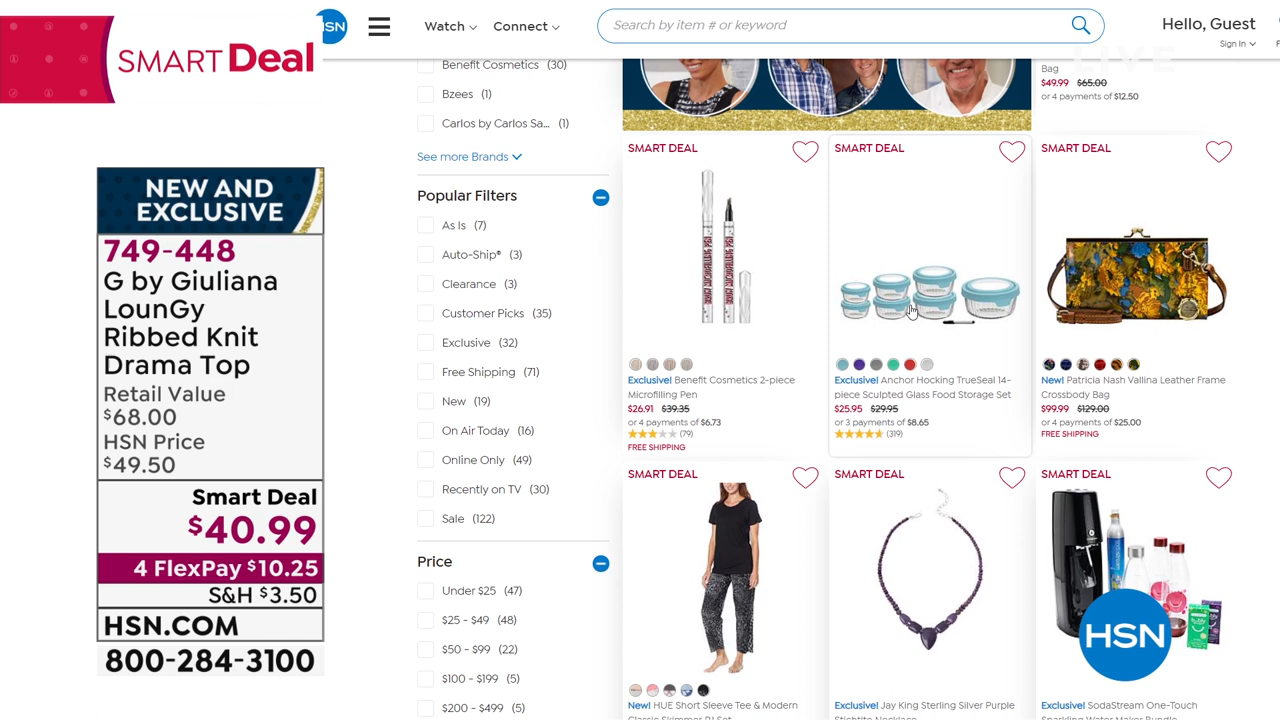 HSN
SMART Deal
NEW AND
EXCLUSIVE
749-448
G by Giuliana
LounGy
Ribbed Knit
Drama Top
Retail Value
$68.00
HSN Price
$49.50
Smart Deal
$40.99
4 FlexPay $10.25
S&H $3.50
HSN.COM
800-284-3100
Watch
Connect
Search by item # or keyword
Hello, Guest
Sign In
LIVE
Benefit Cosmetics (30)
Bzees (1)
Carlos by Carlos Sa... (1)
See more Brands
Popular Filters
As Is (7)
Auto-Ship® (3)
Clearance (3)
Customer Picks (35)
Exclusive (32)
Free Shipping (71)
New (19)
On Air Today (16)
Online Only (49)
Recently on TV (30)
Sale (122)
Price
Under $25 (47)
$25 - $49 (48)
$50 - $99 (22)
$100 - $199 (5)
$200 - $499 (5)
Bag
$49.99 $65.00
or 4 payments of $12.50
SMART DEAL
Exclusive! Benefit Cosmetics 2-piece
Microfilling Pen
$26.91 $39.35
or 4 payments of $6.73
(79)
FREE SHIPPING
SMART DEAL
Exclusive! Anchor Hocking TrueSeal 14-
piece Sculpted Glass Food Storage Set
$25.95 $29.95
or 3 payments of $8.65
(319)
SMART DEAL
New! Patricia Nash Vallina Leather Frame
Crossbody Bag
$99.99 $129.00
or 4 payments of $25.00
FREE SHIPPING
SMART DEAL
New! HUE Short Sleeve Tee & Modern
Classic Skimmer PJ Set
SMART DEAL
Exclusive! Jay King Sterling Silver Purple
Stichtite Necklace
SMART DEAL
Exclusive! SodaStream One-Touch
Sparkling Water Maker Bundle
HSN